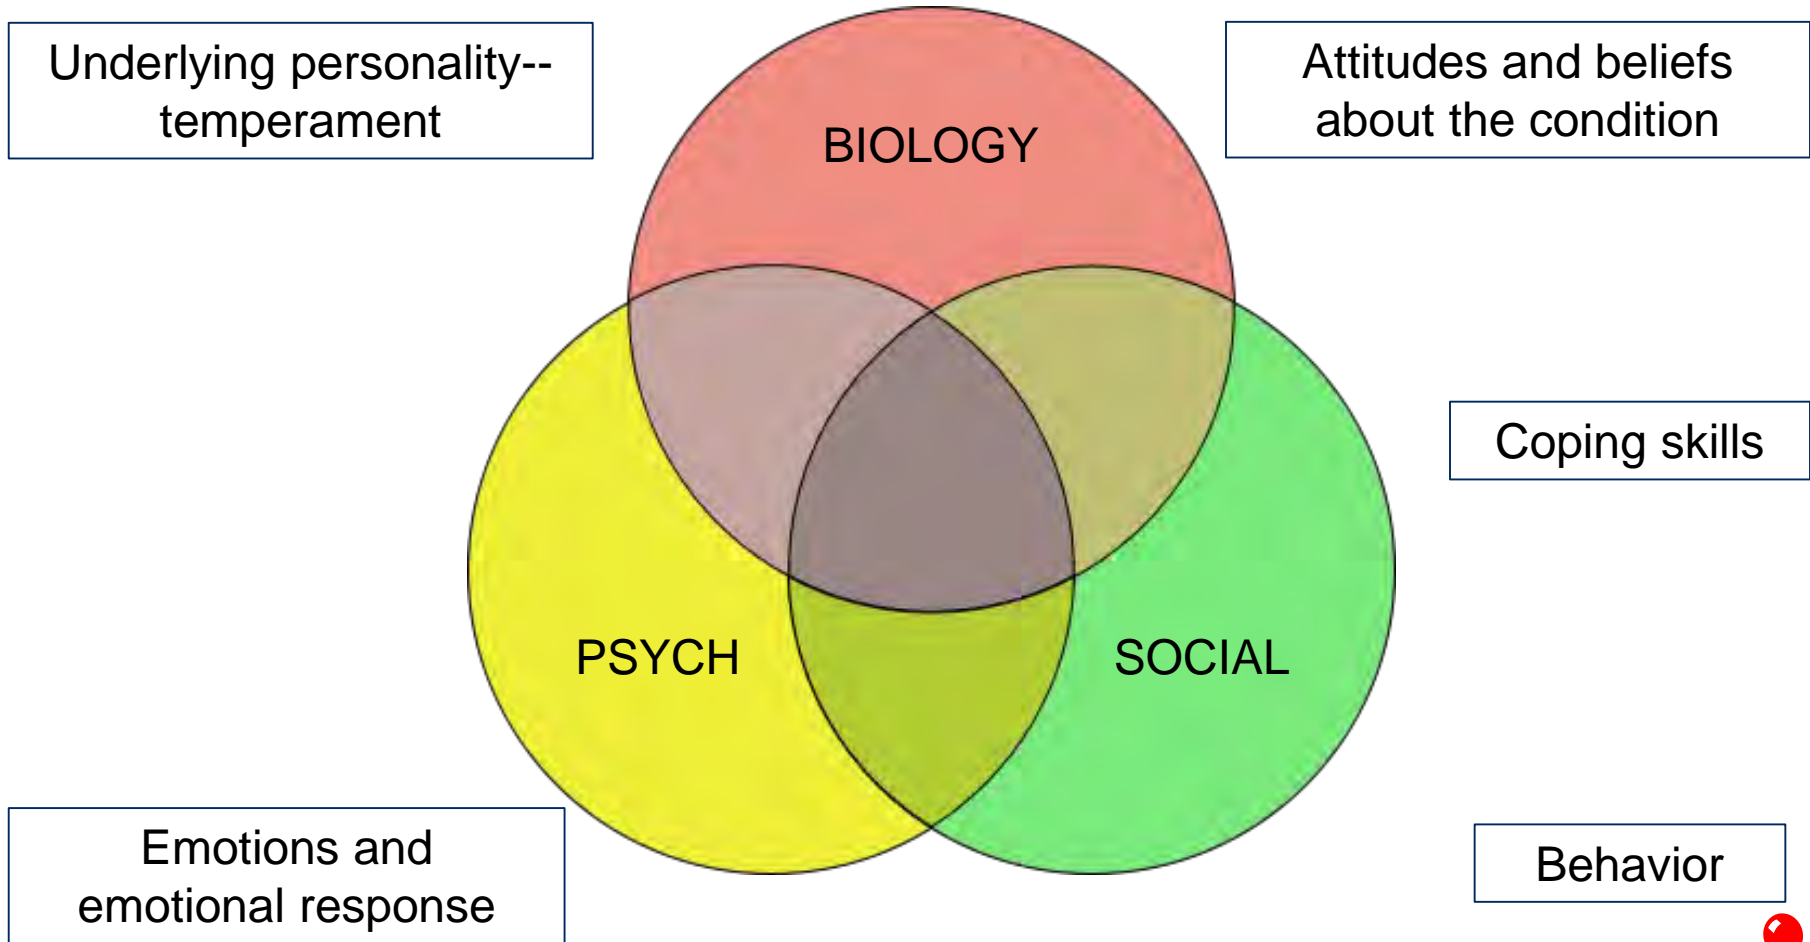 Underlying personality--
temperament
Attitudes and beliefs
about the condition
BIOLOGY
Coping skills
PSYCH
SOCIAL
Emotions and
emotional response
Behavior